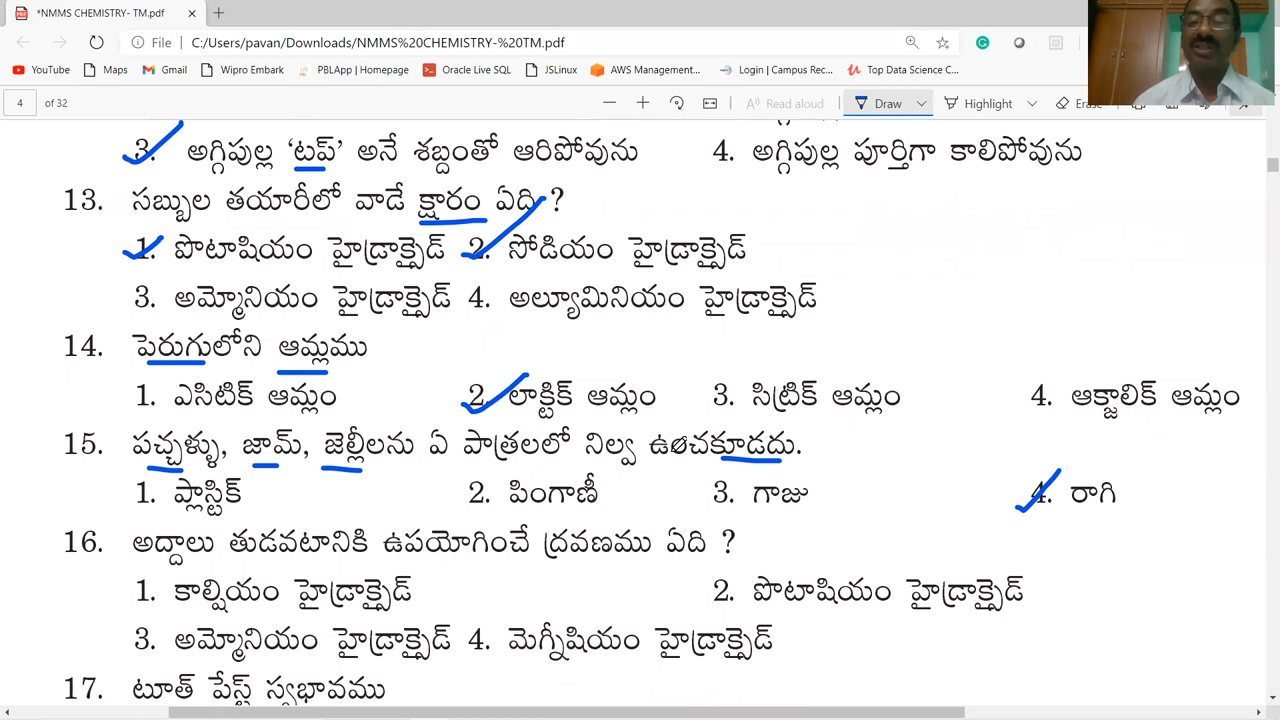 *NMMS CHEMISTRY- TM.pdf
File C:/Users/pavan/Downloads/NMMS%20CHEMISTRY-%20TM.pdf
YouTube Maps Gmail Wipro Embark PBLApp | Homepage Oracle Live SQL JSLinux AWS Management... Login | Campus Rec... Top Data Science C...
4 of 32 Read aloud Draw Highlight Erase
3. అగ్గిపుల్ల ‘టప్’ అనే శబ్దంతో ఆరిపోవును 4. అగ్గిపుల్ల పూర్తిగా కాలిపోవును
13. సబ్బుల తయారీలో వాడే క్షారం ఏది ?
1. పొటాషియం హైడ్రాక్సైడ్ 2. సోడియం హైడ్రాక్సైడ్
3. అమ్మోనియం హైడ్రాక్సైడ్ 4. అల్యూమినియం హైడ్రాక్సైడ్
14. పెరుగులోని ఆమ్లము
1. ఎసిటిక్ ఆమ్లం 2. లాక్టిక్ ఆమ్లం 3. సిట్రిక్ ఆమ్లం 4. ఆక్జాలిక్ ఆమ్లం
15. పచ్చళ్ళు, జామ్, జెల్లీలను ఏ పాత్రలలో నిల్వ ఉంచకూడదు.
1. ప్లాస్టిక్ 2. పింగాణీ 3. గాజు 4. రాగి
16. అద్దాలు తుడవటానికి ఉపయోగించే ద్రవణము ఏది ?
1. కాల్షియం హైడ్రాక్సైడ్ 2. పొటాషియం హైడ్రాక్సైడ్
3. అమ్మోనియం హైడ్రాక్సైడ్ 4. మెగ్నీషియం హైడ్రాక్సైడ్
17. టూత్ పేస్ట్ స్వభావము